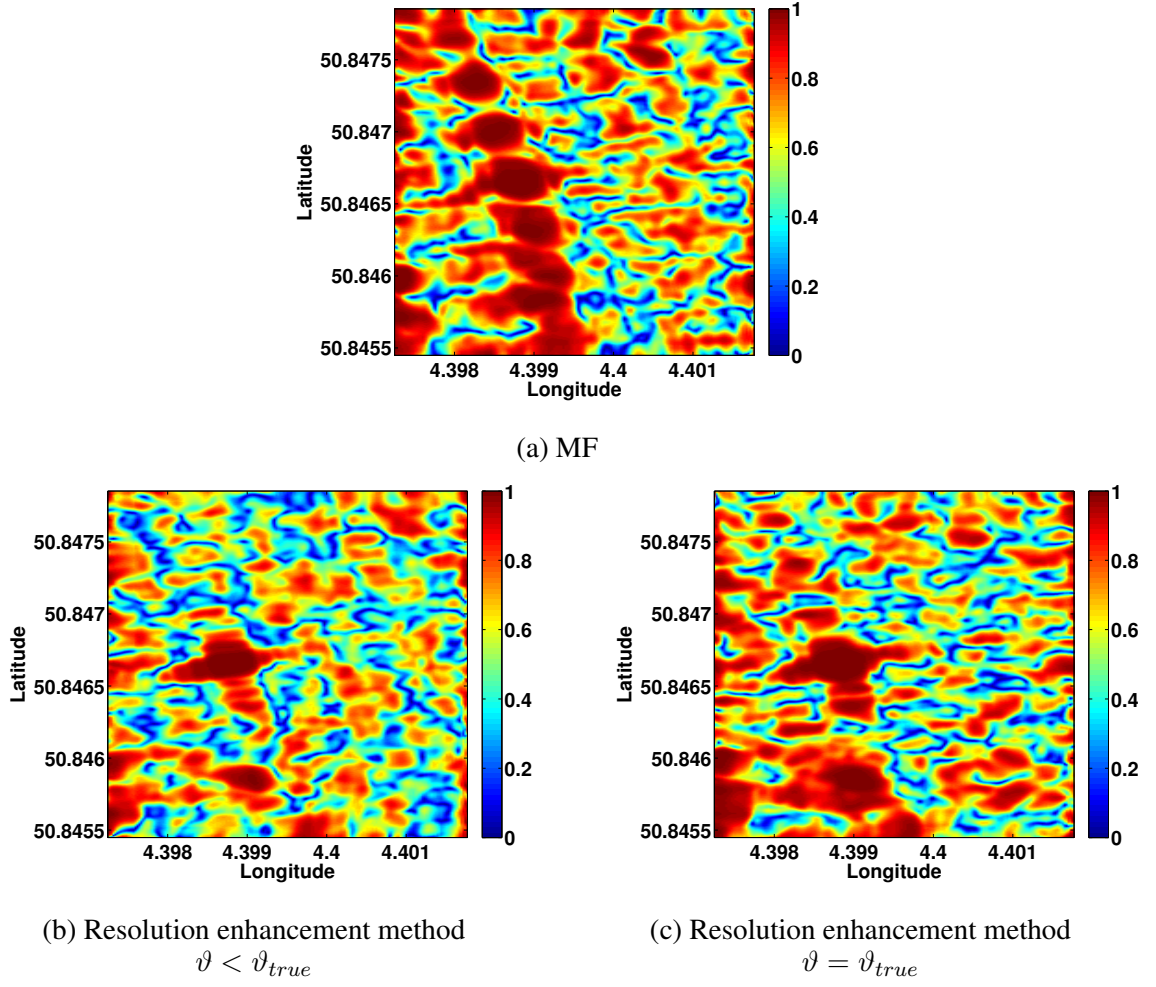 50.8475
50.847
50.8465
50.846
50.8455
Latitude
4.398 4.399 4.4 4.401
Longitude
1
0.8
0.6
0.4
0.2
0
(a) MF
50.8475
50.847
50.8465
50.846
50.8455
Latitude
4.398 4.399 4.4 4.401
Longitude
1
0.8
0.6
0.4
0.2
0
(b) Resolution enhancement method
ϑ < ϑtrue
50.8475
50.847
50.8465
50.846
50.8455
Latitude
4.398 4.399 4.4 4.401
Longitude
1
0.8
0.6
0.4
0.2
0
(c) Resolution enhancement method
ϑ = ϑtrue